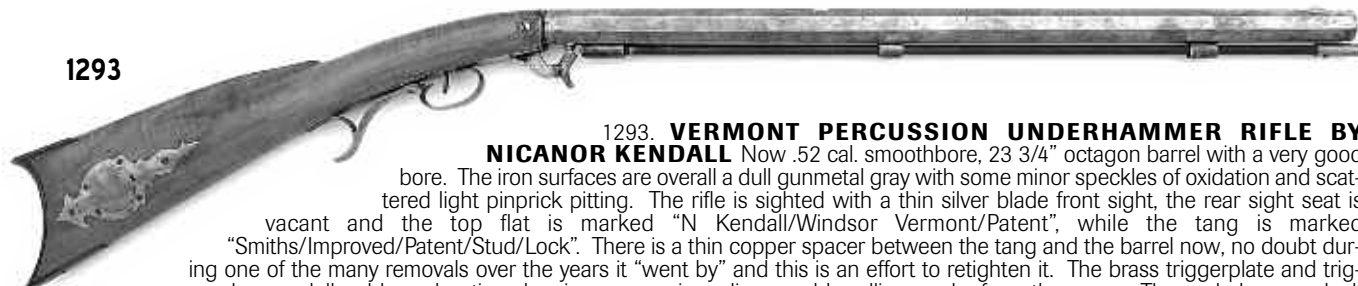 1293
1293. VERMONT PERCUSSION UNDERHAMMER RIFLE BY
NICANOR KENDALL Now .52 cal. smoothbore, 23 3/4” octagon barrel with a very good
bore. The iron surfaces are overall a dull gunmetal gray with some minor speckles of oxidation and scat-
tered light pinprick pitting. The rifle is sighted with a thin silver blade front sight, the rear sight seat is
vacant and the top flat is marked “N Kendall/Windsor Vermont/Patent”, while the tang is marked
“Smiths/Improved/Patent/Stud/Lock”. There is a thin copper spacer between the tang and the barrel now, no doubt dur-
ing one of the many removals over the years it “went by” and this is an effort to retighten it. The brass triggerplate and trig-